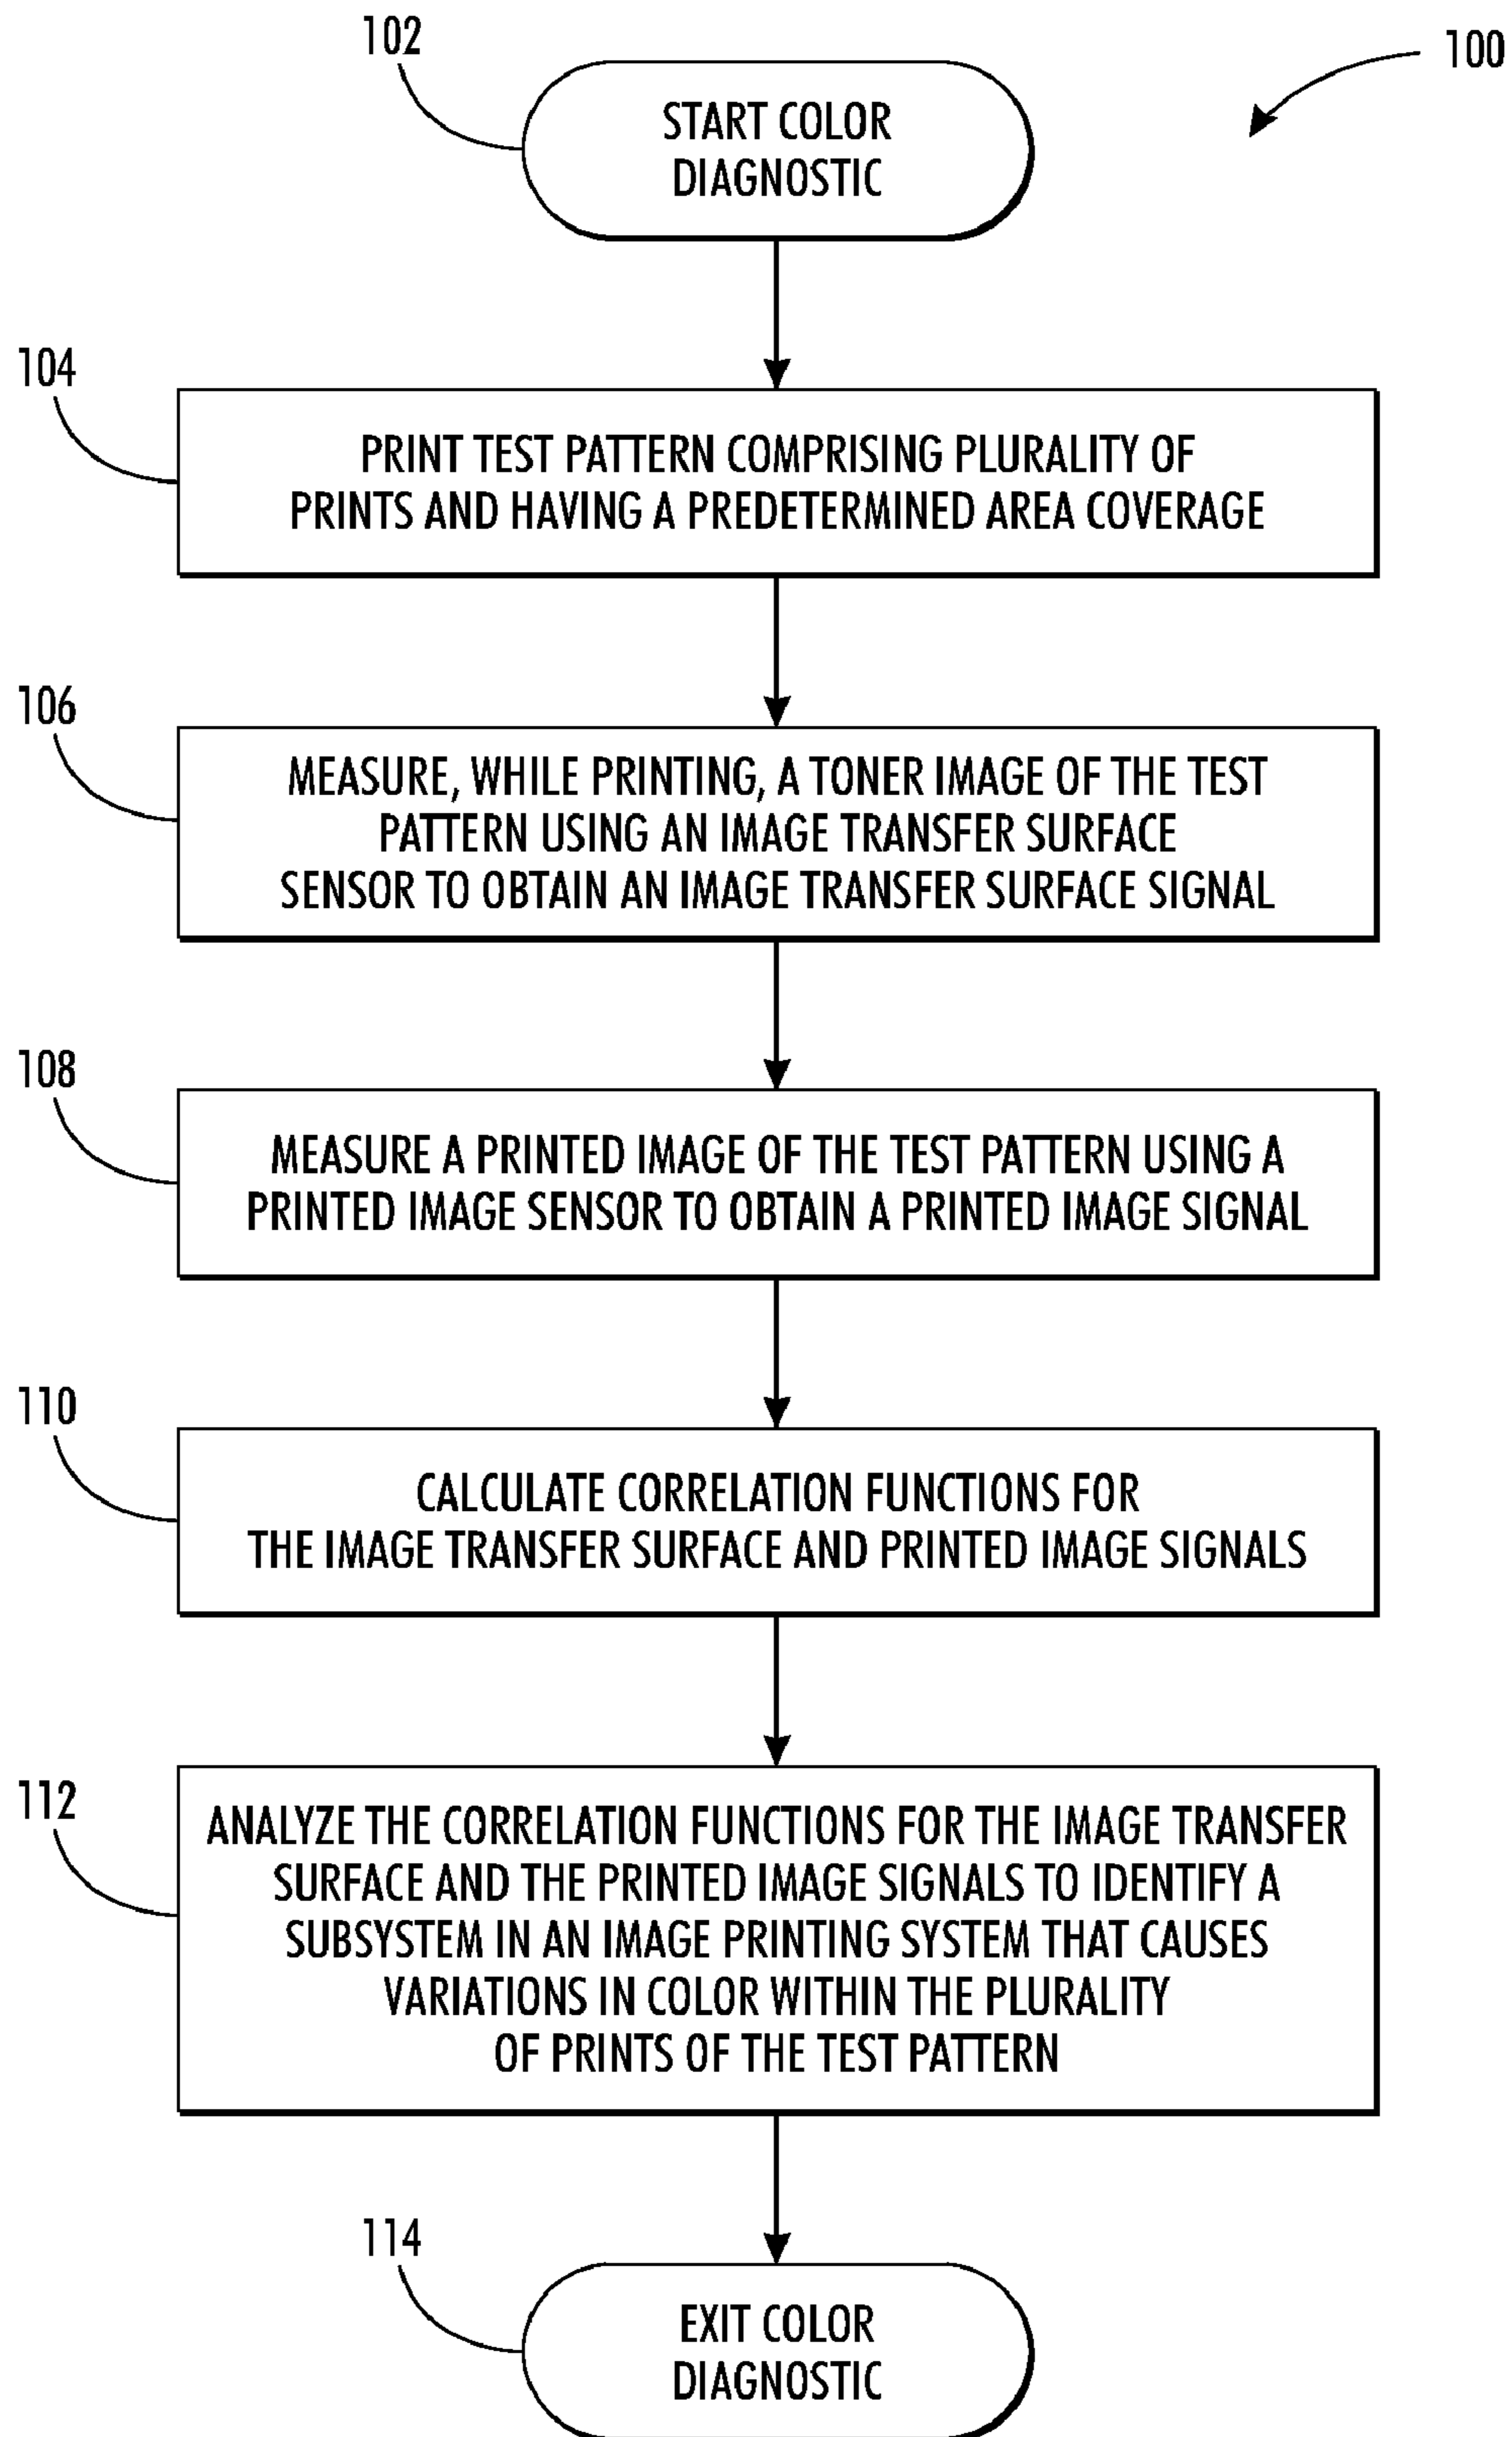 102
100
START COLOR
DIAGNOSTIC
104
PRINT TEST PATTERN COMPRISING PLURALITY OF
PRINTS AND HAVING A PREDETERMINED AREA COVERAGE
106
MEASURE, WHILE PRINTING, A TONER IMAGE OF THE TEST
PATTERN USING AN IMAGE TRANSFER SURFACE
SENSOR TO OBTAIN AN IMAGE TRANSFER SURFACE SIGNAL
108
MEASURE A PRINTED IMAGE OF THE TEST PATTERN USING A
PRINTED IMAGE SENSOR TO OBTAIN A PRINTED IMAGE SIGNAL
110
CALCULATE CORRELATION FUNCTIONS FOR
THE IMAGE TRANSFER SURFACE AND PRINTED IMAGE SIGNALS
112
ANALYZE THE CORRELATION FUNCTIONS FOR THE IMAGE TRANSFER
SURFACE AND THE PRINTED IMAGE SIGNALS TO IDENTIFY A
SUBSYSTEM IN AN IMAGE PRINTING SYSTEM THAT CAUSES
VARIATIONS IN COLOR WITHIN THE PLURALITY
OF PRINTS OF THE TEST PATTERN
114
EXIT COLOR
DIAGNOSTIC